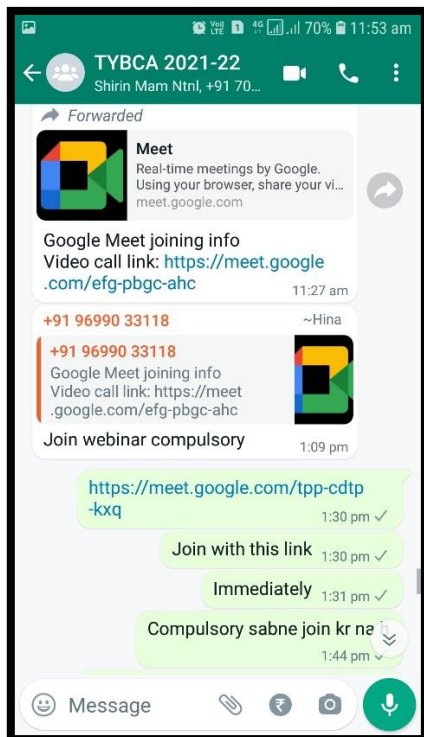 4G 70% 11:53 am
TYBCA 2021-22
Shirin Mam Ntnl, +91 70...
Forwarded
Meet
Real-time meetings by Google.
Using your browser, share your vi...
meet.google.com
Google Meet joining info
Video call link: https://meet.google
.com/efg-pbgc-ahc
11:27 am
+91 96990 33118 ~Hina
+91 96990 33118
Google Meet joining info
Video call link: https://meet
.google.com/efg-pbgc-ahc
Join webinar compulsory
1:09 pm
https://meet.google.com/tpp-cdtp
-kxq
1:30 pm
Join with this link 1:30 pm
Immediately 1:31 pm
Compulsory sabne join kr na
1:44 pm
Message